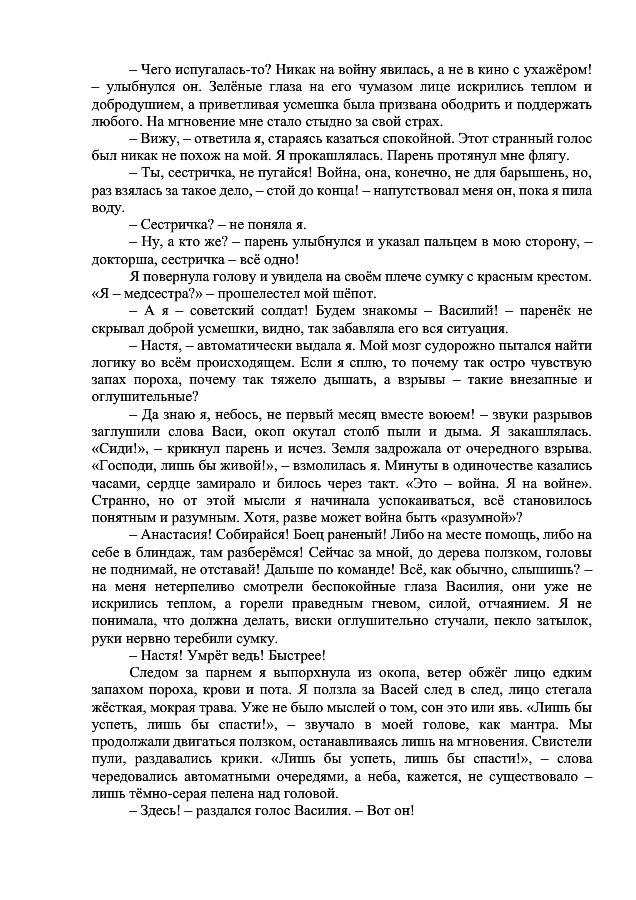 – Чего испугалась-то? Никак на войну явилась, а не в кино с ухажёром!
– улыбнулся он. Зелёные глаза на его чумазом лице искрились теплом и
добродушием, а приветливая усмешка была призвана ободрить и поддержать
любого. На мгновение мне стало стыдно за свой страх.
– Вижу, – ответила я, стараясь казаться спокойной. Этот странный голос
был никак не похож на мой. Я прокашлялась. Парень протянул мне флягу.
– Ты, сестричка, не пугайся! Война, она, конечно, не для барышень, но,
раз взялась за такое дело, – стой до конца! – напутствовал меня он, пока я пила
воду.
– Сестричка? – не поняла я.
– Ну, а кто же? – парень улыбнулся и указал пальцем в мою сторону, –
докторша, сестричка – всё одно!
Я повернула голову и увидела на своём плече сумку с красным крестом.
«Я – медсестра?» – прошелестел мой шёпот.
– А я – советский солдат! Будем знакомы – Василий! – паренёк не
скрывал доброй усмешки, видно, так забавляла его вся ситуация.
– Настя, – автоматически выдала я. Мой мозг судорожно пытался найти
логику во всём происходящем. Если я сплю, то почему так остро чувствую
запах пороха, почему так тяжело дышать, а взрывы – такие внезапные и
оглушительные?
– Да знаю я, небось, не первый месяц вместе воюем! – звуки разрывов
заглушили слова Васи, окоп окутал столб пыли и дыма. Я закашлялась.
«Сиди!», – крикнул парень и исчез. Земля задрожала от очередного взрыва.
«Господи, лишь бы живой!», – взмолилась я. Минуты в одиночестве казались
часами, сердце замирало и билось через такт. «Это – война. Я на войне».
Странно, но от этой мысли я начинала успокаиваться, всё становилось
понятным и разумным. Хотя, разве может война быть «разумной»?
– Анастасия! Собирайся! Боец раненый! Либо на месте помощь, либо на
себе в блиндаж, там разберёмся! Сейчас за мной, до дерева ползком, головы
не поднимай, не отставай! Дальше по команде! Всё, как обычно, слышишь? –
на меня нетерпеливо смотрели беспокойные глаза Василия, они уже не
искрились теплом, а горели праведным гневом, силой, отчаянием. Я не
понимала, что должна делать, виски оглушительно стучали, пекло затылок,
руки нервно теребили сумку.
– Настя! Умрёт ведь! Быстрее!
Следом за парнем я выпорхнула из окопа, ветер обжёг лицо едким
запахом пороха, крови и пота. Я ползла за Васей след в след, лицо стегала
жёсткая, мокрая трава. Уже не было мыслей о том, сон это или явь. «Лишь бы
успеть, лишь бы спасти!», – звучало в моей голове, как мантра. Мы
продолжали двигаться ползком, останавливаясь лишь на мгновения. Свистели
пули, раздавались крики. «Лишь бы успеть, лишь бы спасти!», – слова
чередовались автоматными очередями, а неба, кажется, не существовало –
лишь тёмно-серая пелена над головой.
– Здесь! – раздался голос Василия. – Вот он!